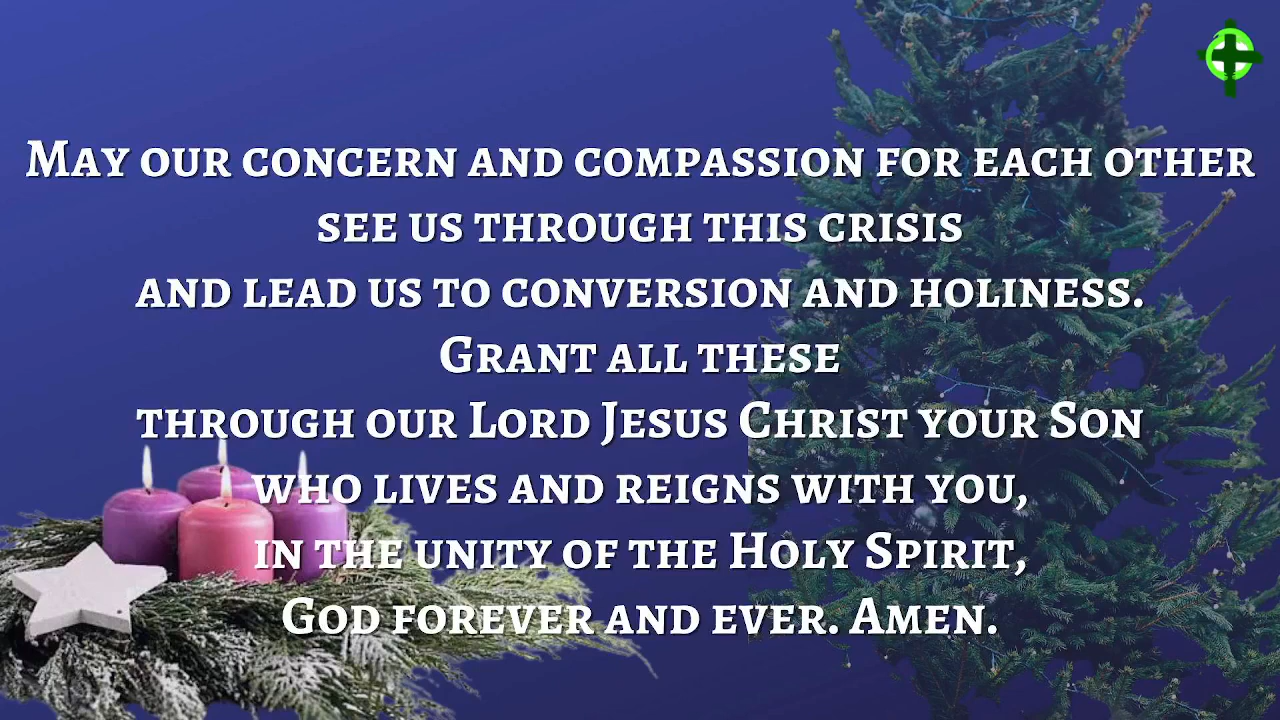 May our concern and compassion for each other
see us through this crisis
and lead us to conversion and holiness.
Grant all these
through our Lord Jesus Christ your Son
who lives and reigns with you,
in the unity of the Holy Spirit,
God forever and ever. Amen.